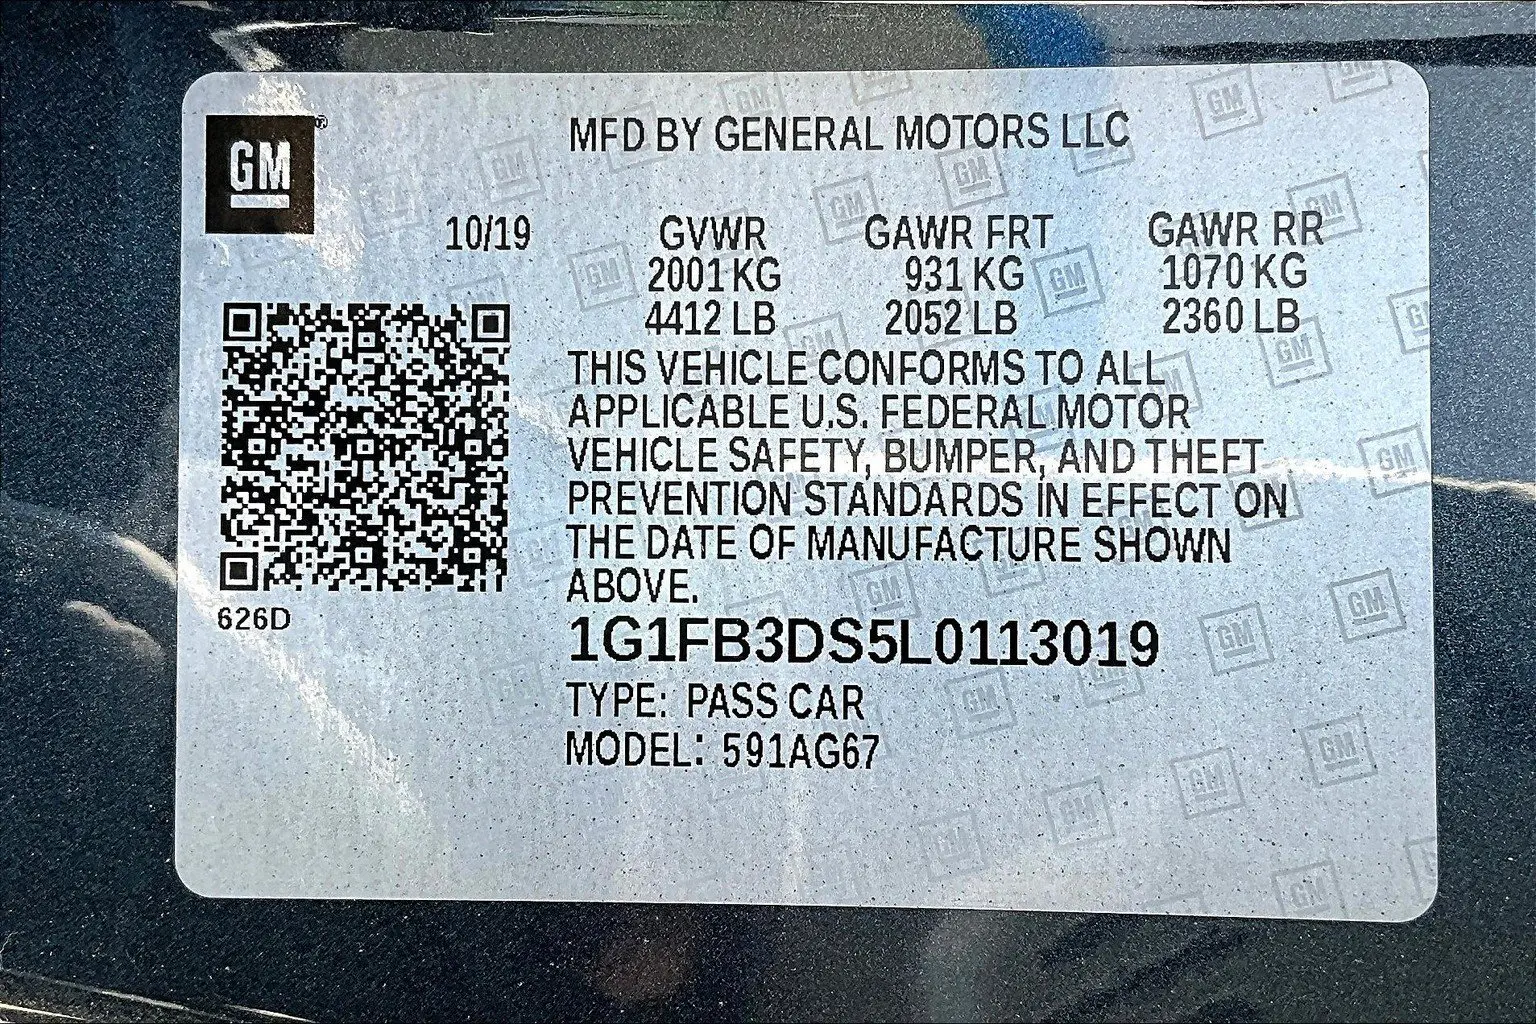 GM®
MFD BY GENERAL MOTORS LLC
10/19 GVWR GAWR FRT GAWR RR
2001 KG 931 KG 1070 KG
4412 LB 2052 LB 2360 LB
THIS VEHICLE CONFORMS TO ALL
APPLICABLE U.S. FEDERAL MOTOR
VEHICLE SAFETY, BUMPER, AND THEFT
PREVENTION STANDARDS IN EFFECT ON
THE DATE OF MANUFACTURE SHOWN
ABOVE.
626D
1G1FB3DS5L0113019
TYPE: PASS CAR
MODEL: 591AG67